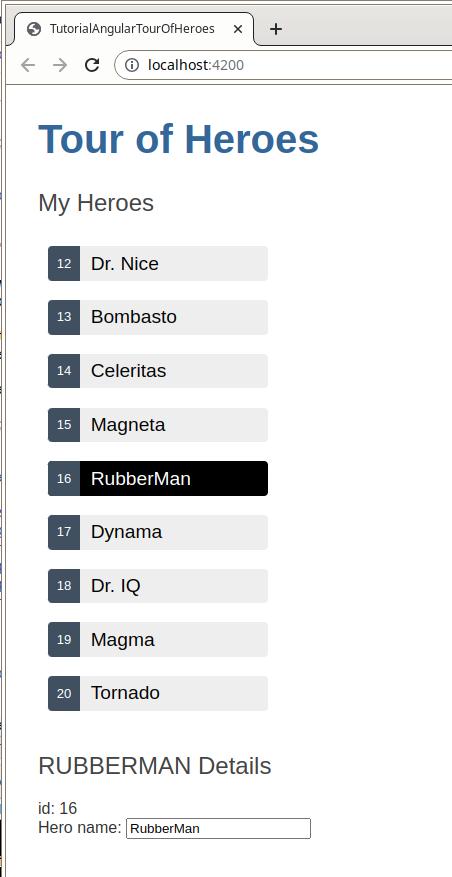 TutorialAngularTourOfHeroes
localhost:4200
Tour of Heroes
My Heroes
12 Dr. Nice
13 Bombasto
14 Celeritas
15 Magneta
16 RubberMan
17 Dynama
18 Dr. IQ
19 Magma
20 Tornado
RUBBERMAN Details
id: 16
Hero name: RubberMan